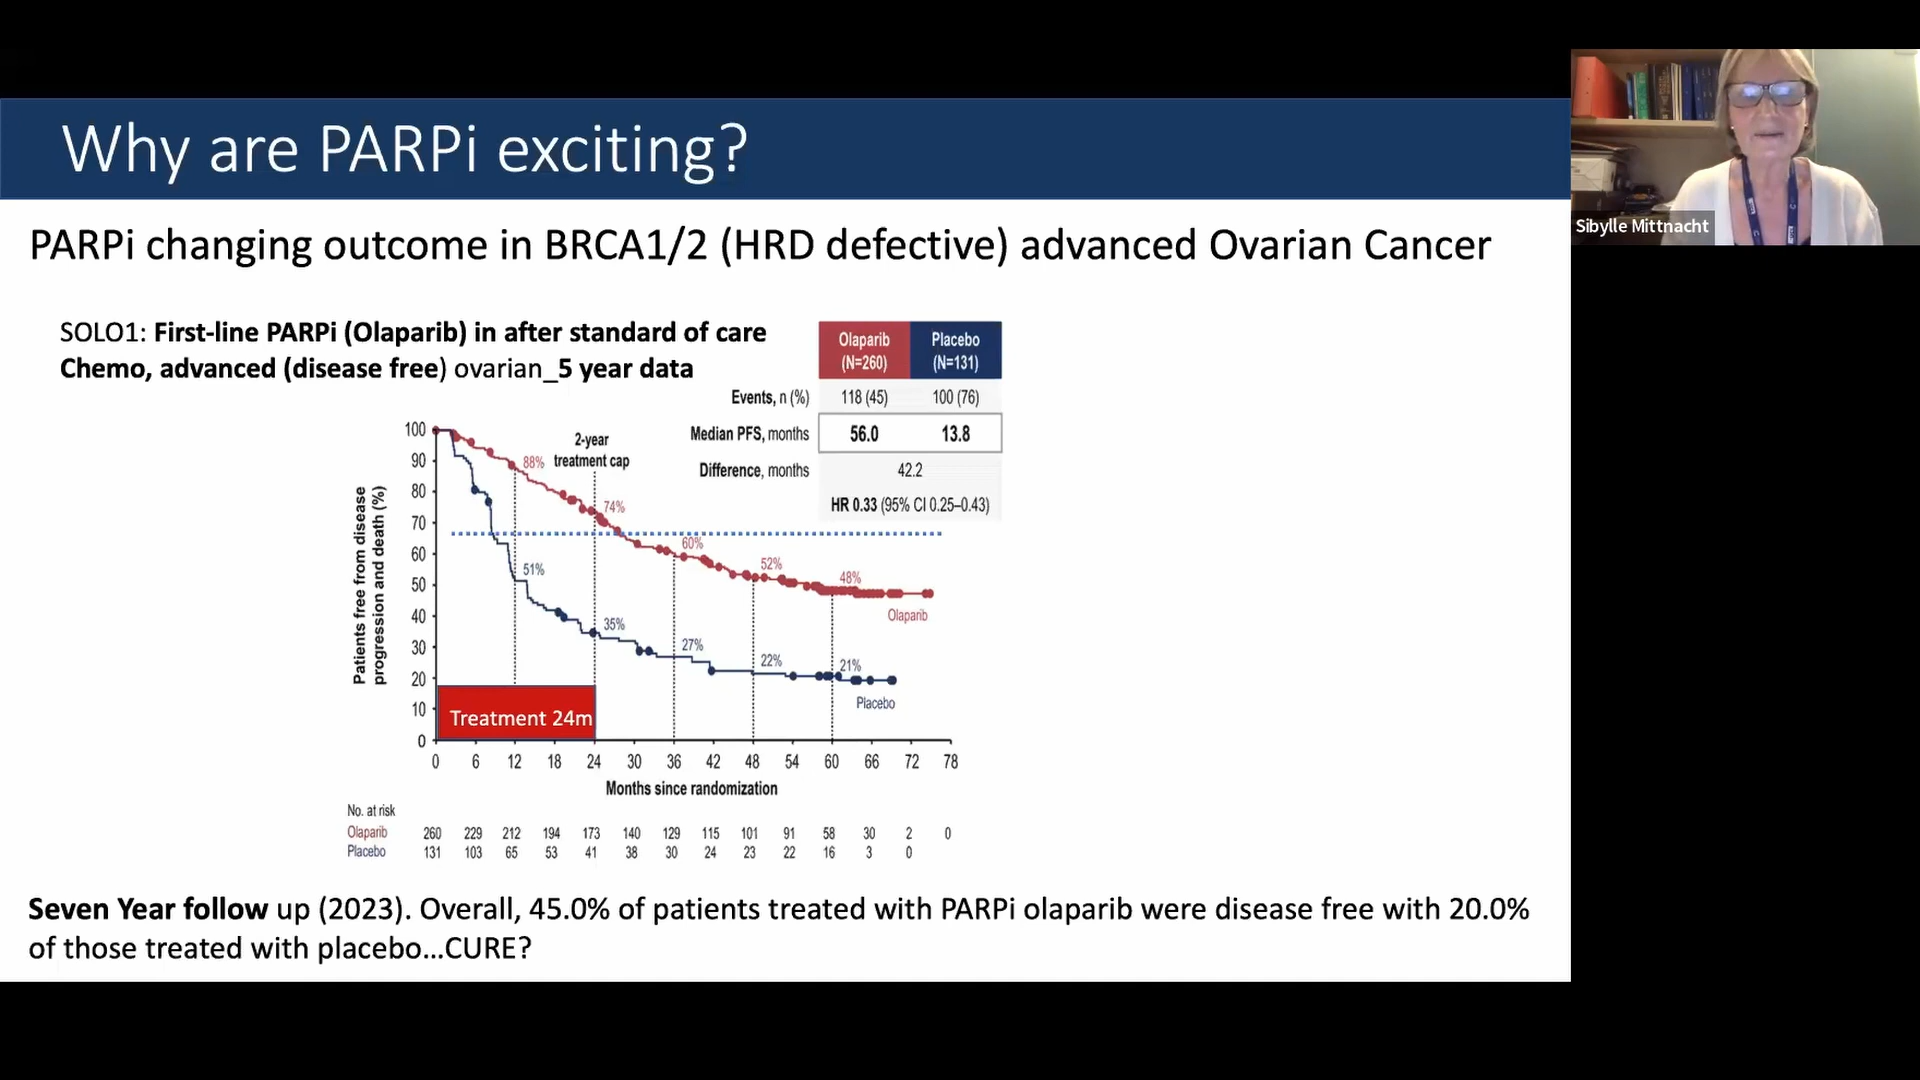 Why are PARPi exciting?
Sibylle Mittnacht
PARPi changing outcome in BRCA1/2 (HRD defective) advanced Ovarian Cancer
SOLO1: First-line PARPi (Olaparib) in after standard of care
Chemo, advanced (disease free) ovarian_5 year data
Olaparib Placebo
(N=260) (N=131)
Events, n (%) 118 (45) 100 (76)
Median PFS, months 56.0 13.8
Difference, months 42.2
HR 0.33 (95% CI 0.25–0.43)
Patients free from disease
progression and death (%)
100
90
80
70
60
50
40
30
20
10
0
2-year
treatment cap
88%
74%
60%
52%
48%
Olaparib
51%
35%
27%
22%
21%
Placebo
Treatment 24m
0 6 12 18 24 30 36 42 48 54 60 66 72 78
Months since randomization
No. at risk
Olaparib 260 229 212 194 173 140 129 115 101 91 58 30 2 0
Placebo 131 103 65 53 41 38 30 24 23 22 16 3 0
Seven Year follow up (2023). Overall, 45.0% of patients treated with PARPi olaparib were disease free with 20.0%
of those treated with placebo...CURE?